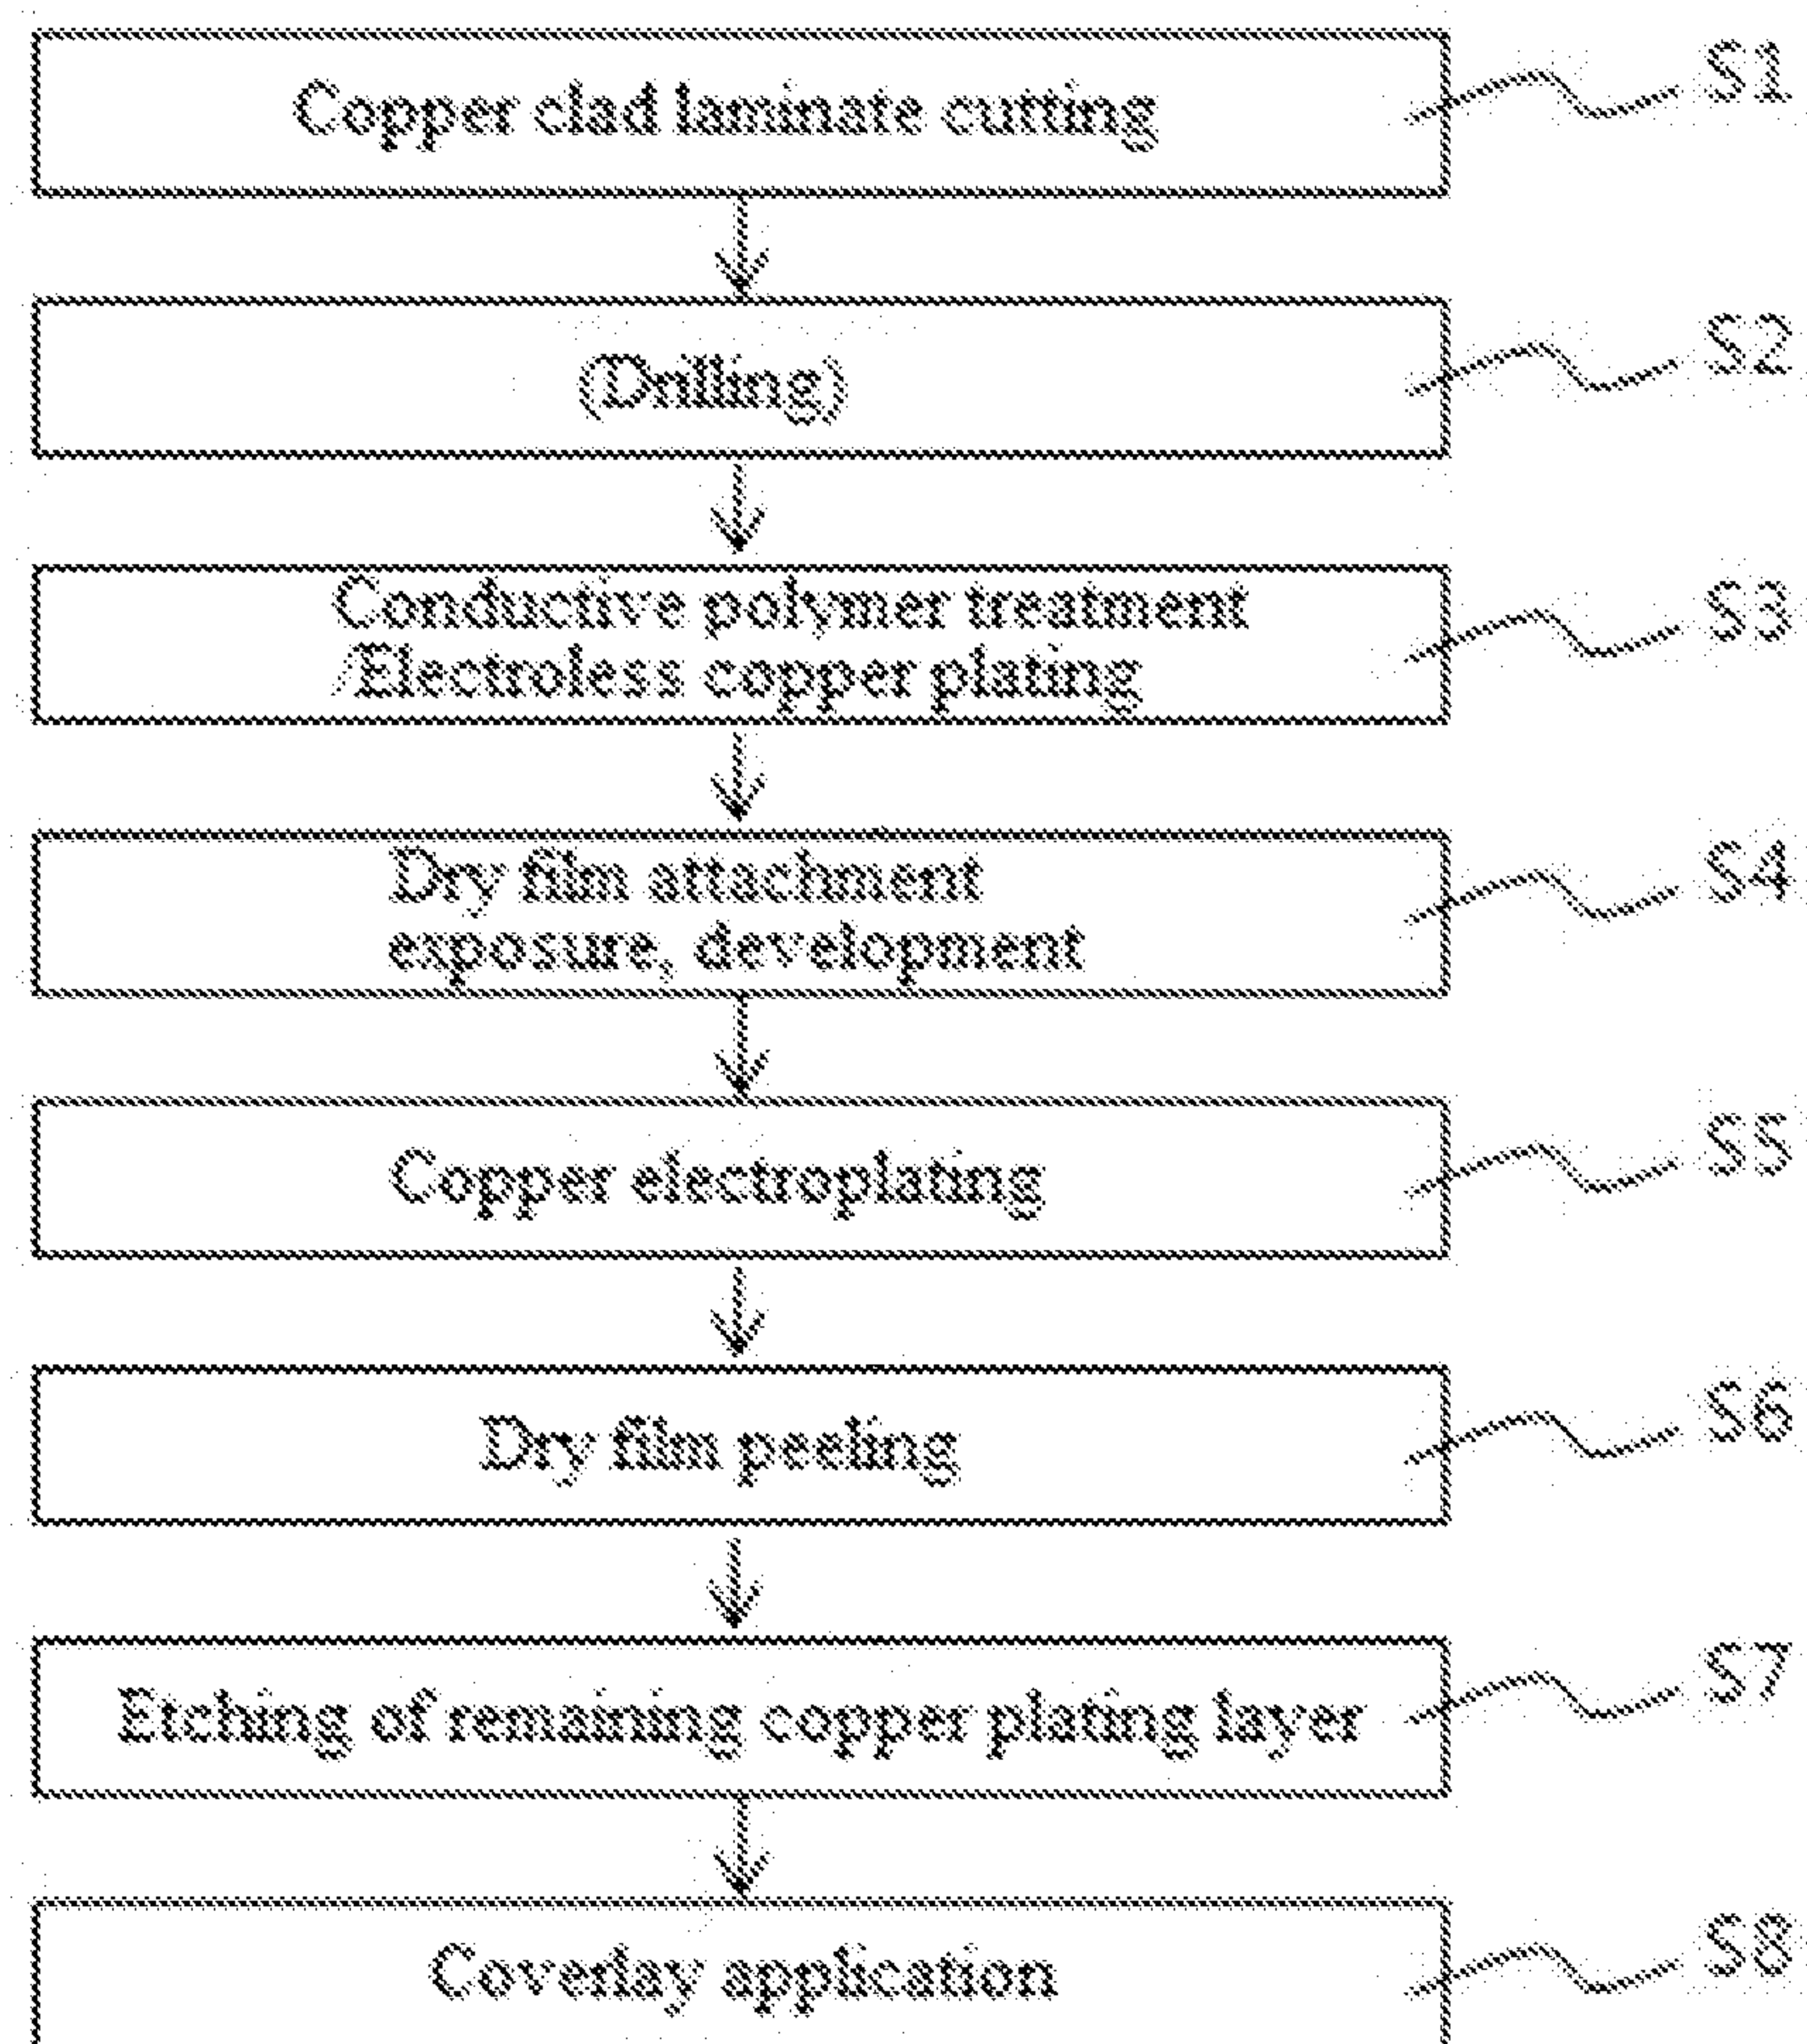 Copper clad laminate cutting
S1
(Drilling)
S2
Conductive polymer treatment
/Electroless copper plating
S3
Dry film attachment
exposure, development
S4
Copper electroplating
S5
Dry film peeling
S6
Etching of remaining copper plating layer
S7
Coverlay application
S8